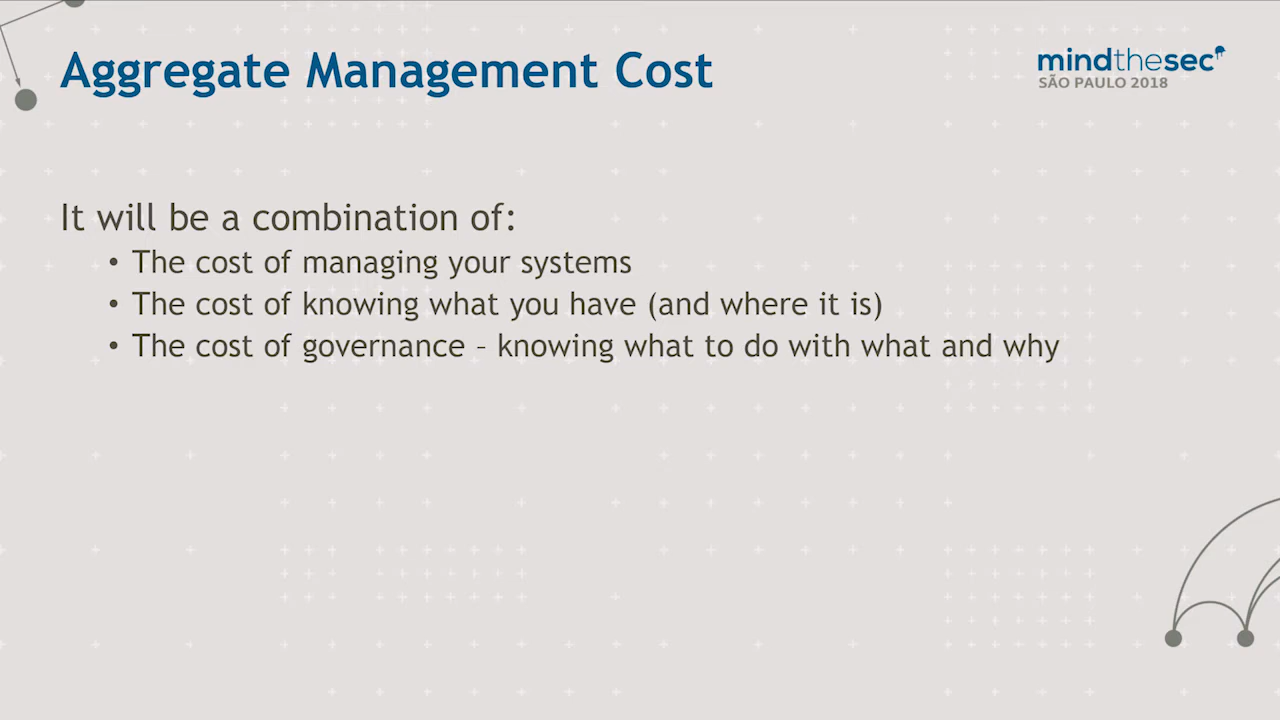 Aggregate Management Cost
mindthesec
SÃO PAULO 2018
It will be a combination of:
• The cost of managing your systems
• The cost of knowing what you have (and where it is)
• The cost of governance – knowing what to do with what and why